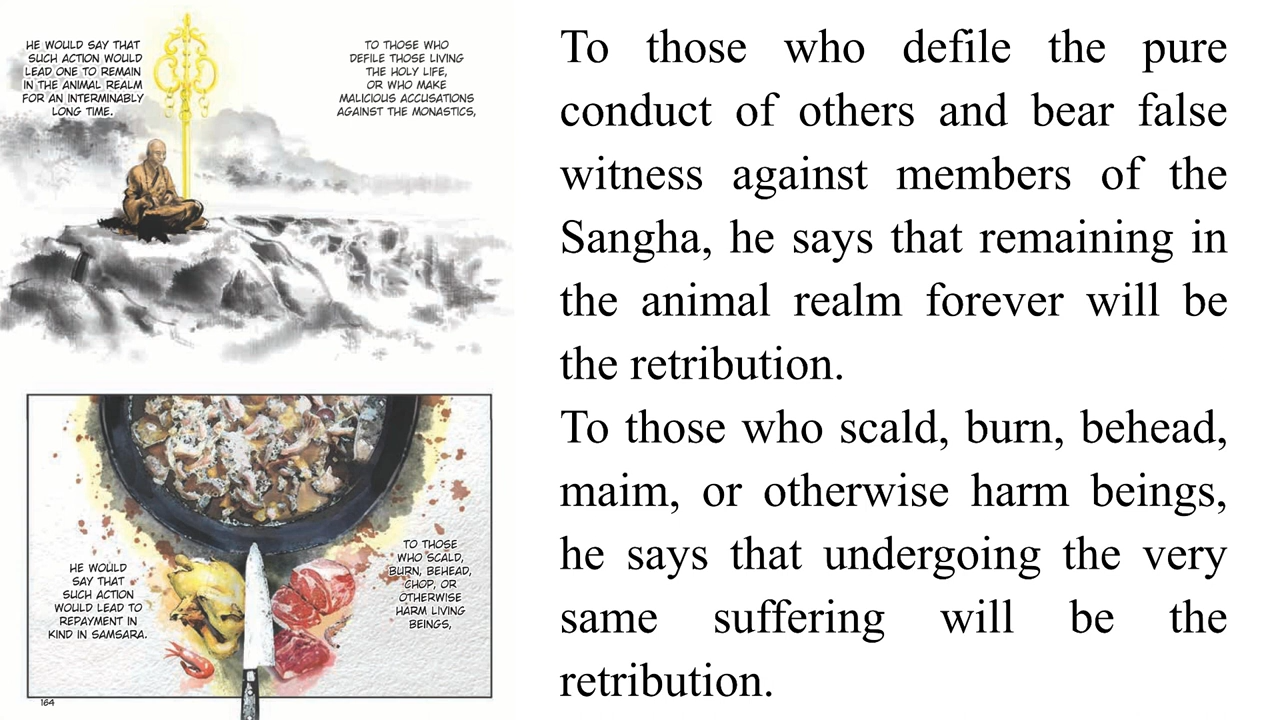 HE WOULD SAY THAT
SUCH ACTION WOULD
LEAD ONE TO REMAIN
IN THE ANIMAL REALM
FOR AN INTERMINABLY
LONG TIME.
TO THOSE WHO
DEFILE THOSE LIVING
THE HOLY LIFE,
OR WHO MAKE
MALICIOUS ACCUSATIONS
AGAINST THE MONASTICS,
HE WOULD
SAY THAT
SUCH ACTION
WOULD LEAD TO
REPAYMENT IN
KIND IN SAMSARA.
TO THOSE
WHO SCALD,
BURN, BEHEAD,
CHOP, OR
OTHERWISE
HARM LIVING
BEINGS,
164
To those who defile the pure
conduct of others and bear false
witness against members of the
Sangha, he says that remaining in
the animal realm forever will be
the retribution.
To those who scald, burn, behead,
maim, or otherwise harm beings,
he says that undergoing the very
same suffering will be the
retribution.